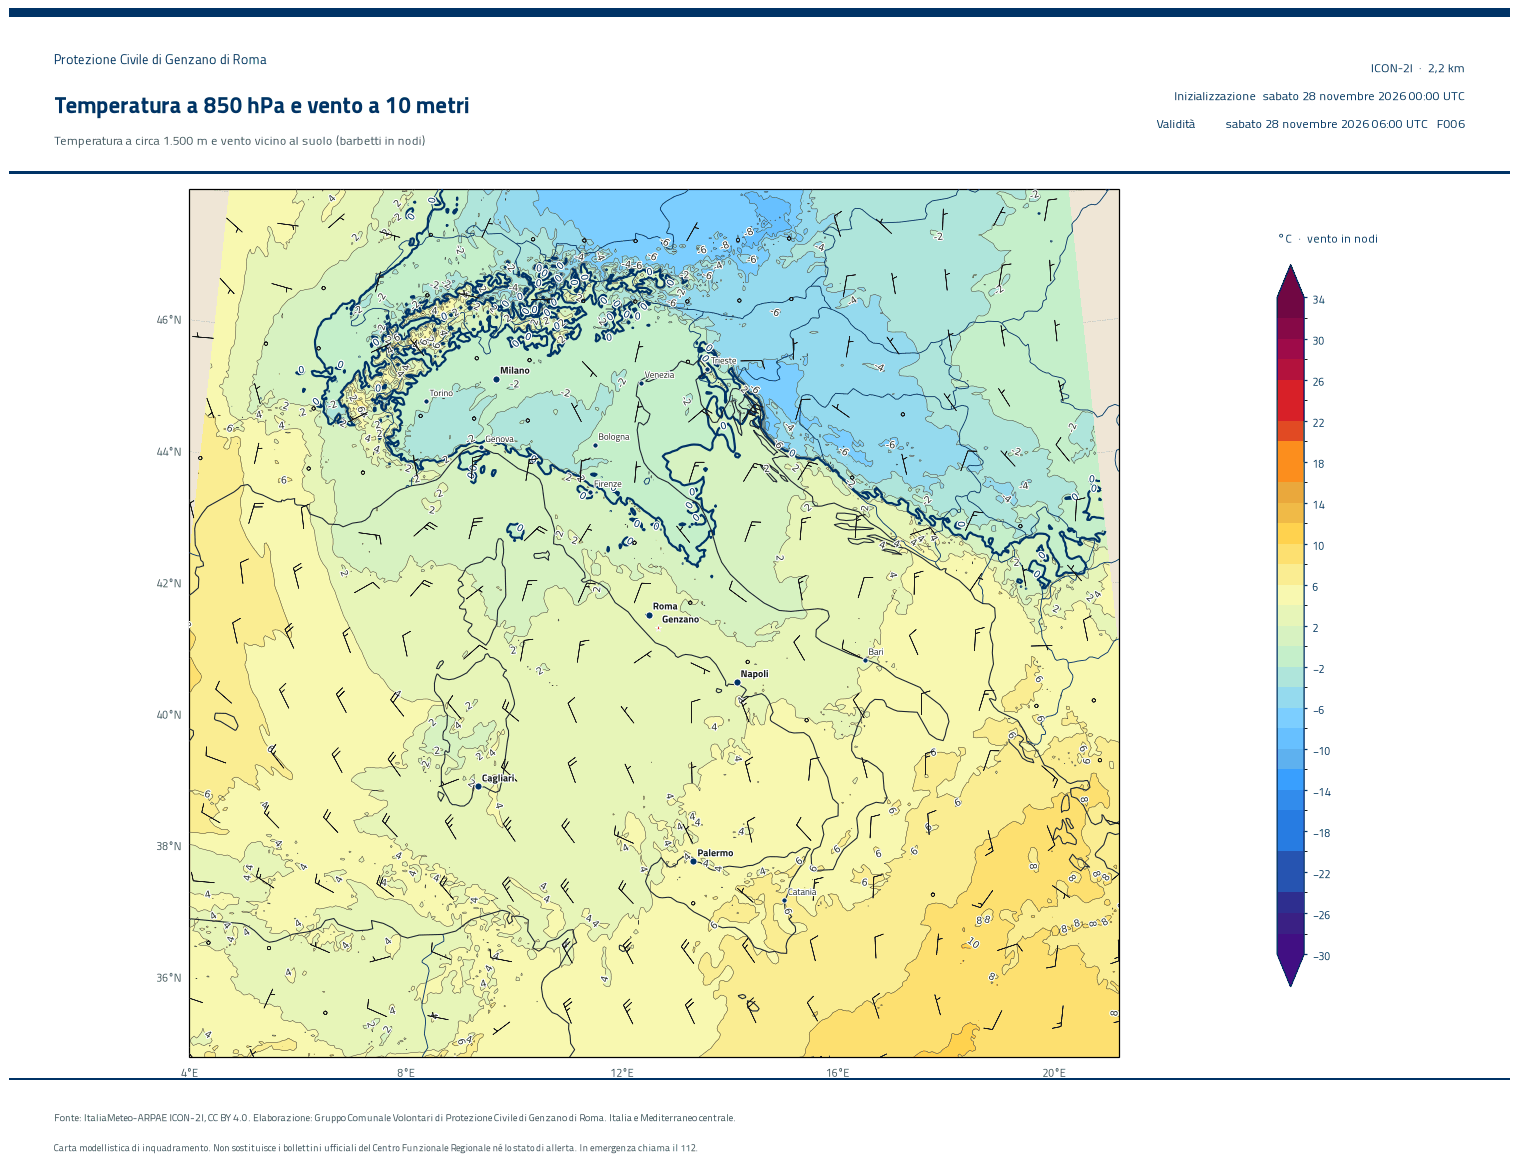 Protezione Civile di Genzano di Roma
Temperatura a 850 hPa e vento a 10 metri
Temperatura a circa 1.500 m e vento vicino al suolo (barbetti in nodi)
ICON-2I · 2,2 km
Inizializzazione sabato 28 novembre 2026 00:00 UTC
Validità sabato 28 novembre 2026 06:00 UTC F006
°C · vento in nodi
34
30
26
22
18
14
10
6
2
−2
−6
−10
−14
−18
−22
−26
−30
46°N
44°N
42°N
40°N
38°N
36°N
4°E
8°E
12°E
16°E
20°E
Trieste
Milano
Venezia
Torino
Genova
Bologna
Firenze
Roma
Genzano
Bari
Napoli
Cagliari
Palermo
Catania
Fonte: ItaliaMeteo-ARPAE ICON-2I, CC BY 4.0. Elaborazione: Gruppo Comunale Volontari di Protezione Civile di Genzano di Roma. Italia e Mediterraneo centrale.
Carta modellistica di inquadramento. Non sostituisce i bollettini ufficiali del Centro Funzionale Regionale né lo stato di allerta. In emergenza chiama il 112.